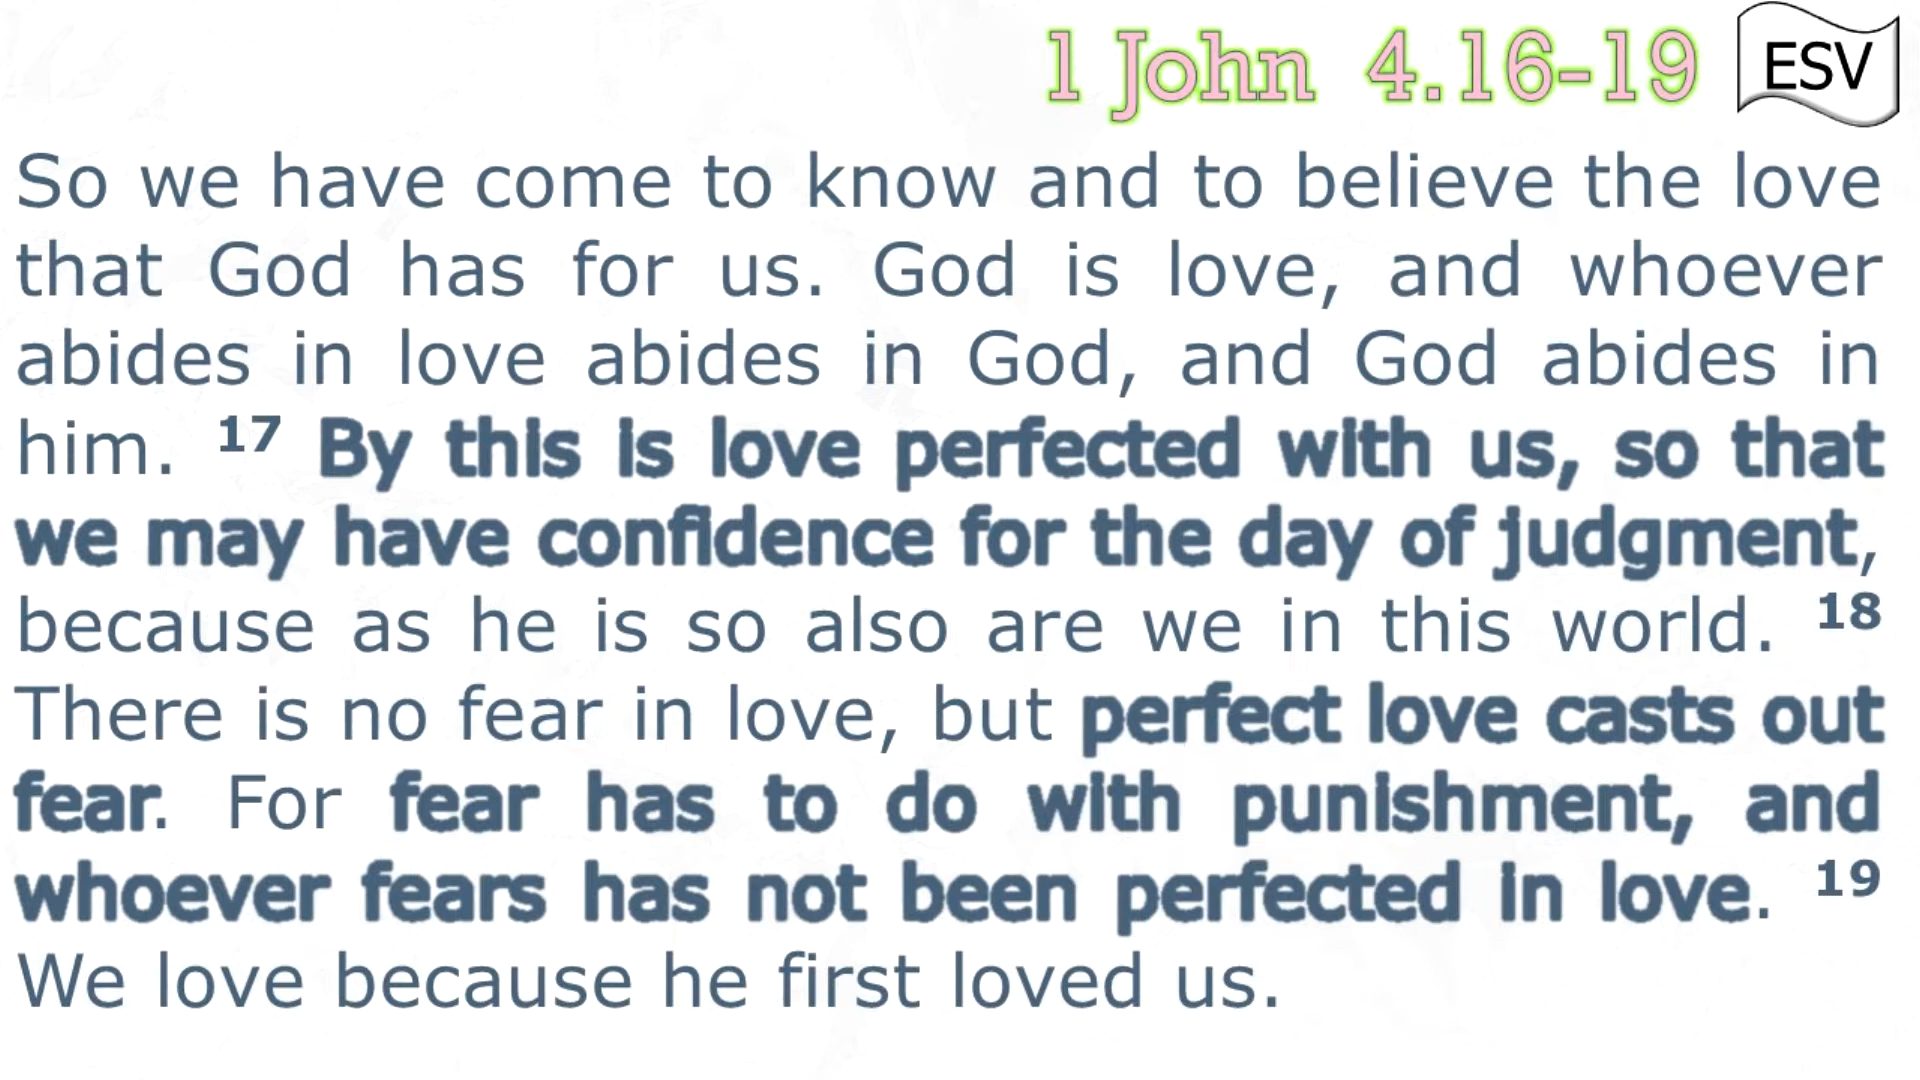 1 John 4.16-19 ESV
So we have come to know and to believe the love
that God has for us. God is love, and whoever
abides in love abides in God, and God abides in
him. 17 By this is love perfected with us, so that
we may have confidence for the day of judgment,
because as he is so also are we in this world. 18
There is no fear in love, but perfect love casts out
fear. For fear has to do with punishment, and
whoever fears has not been perfected in love. 19
We love because he first loved us.